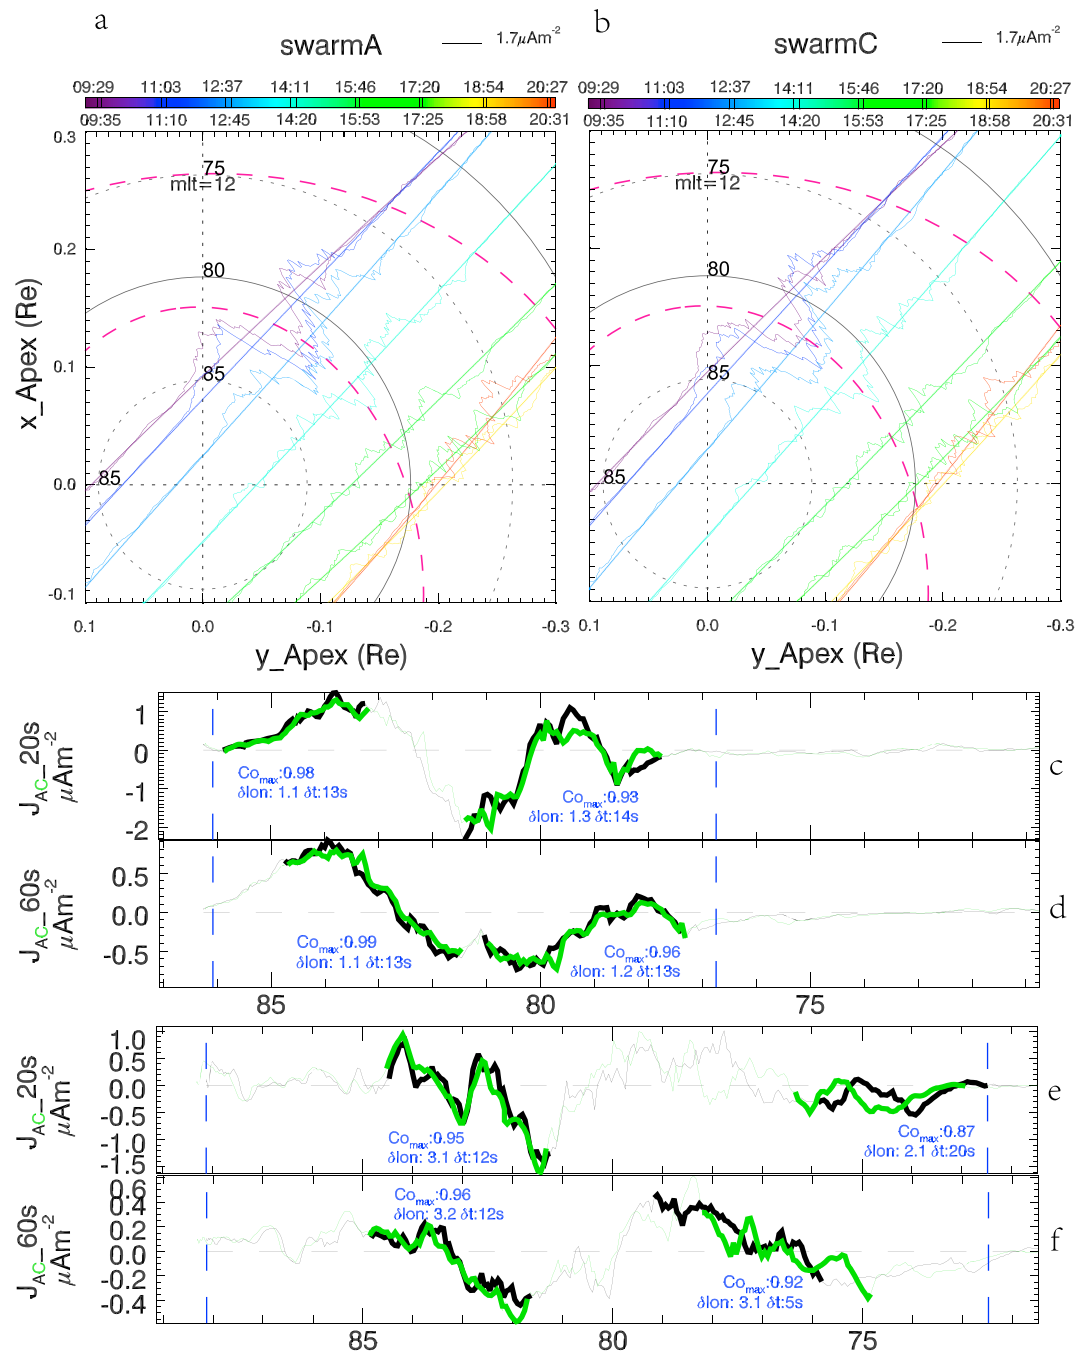 a
swarmA
1.7μAm⁻²
09:29 11:03 12:37 14:11 15:46 17:20 18:54 20:27
09:35 11:10 12:45 14:20 15:53 17:25 18:58 20:31
0.3
0.2
0.1
0.0
-0.1
x_Apex (Re)
75
mlt=12
80
85
85
0.1 0.0 -0.1 -0.2 -0.3
y_Apex (Re)
b
swarmC
1.7μAm⁻²
09:29 11:03 12:37 14:11 15:46 17:20 18:54 20:27
09:35 11:10 12:45 14:20 15:53 17:25 18:58 20:31
75
mlt=12
80
85
85
0.1 0.0 -0.1 -0.2 -0.3
y_Apex (Re)
J_AC_20s
μAm⁻²
1
0
-1
-2
Co_max:0.98
δlon: 1.1 δt:13s
Co_max:0.93
δlon: 1.3 δt:14s
c
J_AC_60s
μAm⁻²
0.5
0.0
-0.5
Co_max:0.99
δlon: 1.1 δt:13s
Co_max:0.96
δlon: 1.2 δt:13s
d
85 80 75
J_AC_20s
μAm⁻²
1.0
0.5
0.0
-0.5
-1.0
-1.5
Co_max:0.95
δlon: 3.1 δt:12s
Co_max:0.87
δlon: 2.1 δt:20s
e
J_AC_60s
μAm⁻²
0.6
0.4
0.2
0.0
-0.2
-0.4
Co_max:0.96
δlon: 3.2 δt:12s
Co_max:0.92
δlon: 3.1 δt:5s
f
85 80 75